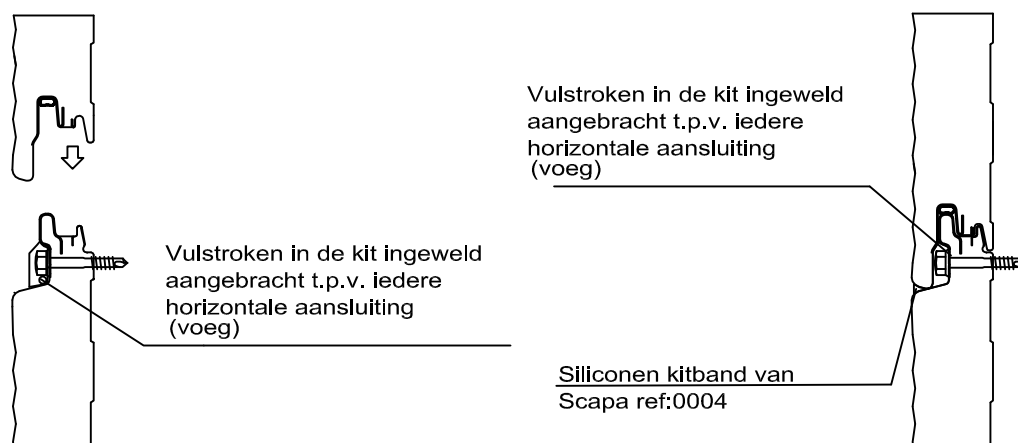 Vulstroken in de kit ingeweld
aangebracht t.p.v. iedere
horizontale aansluiting
(voeg)
Vulstroken in de kit ingeweld
aangebracht t.p.v. iedere
horizontale aansluiting
(voeg)
Siliconen kitband van
Scapa ref:0004